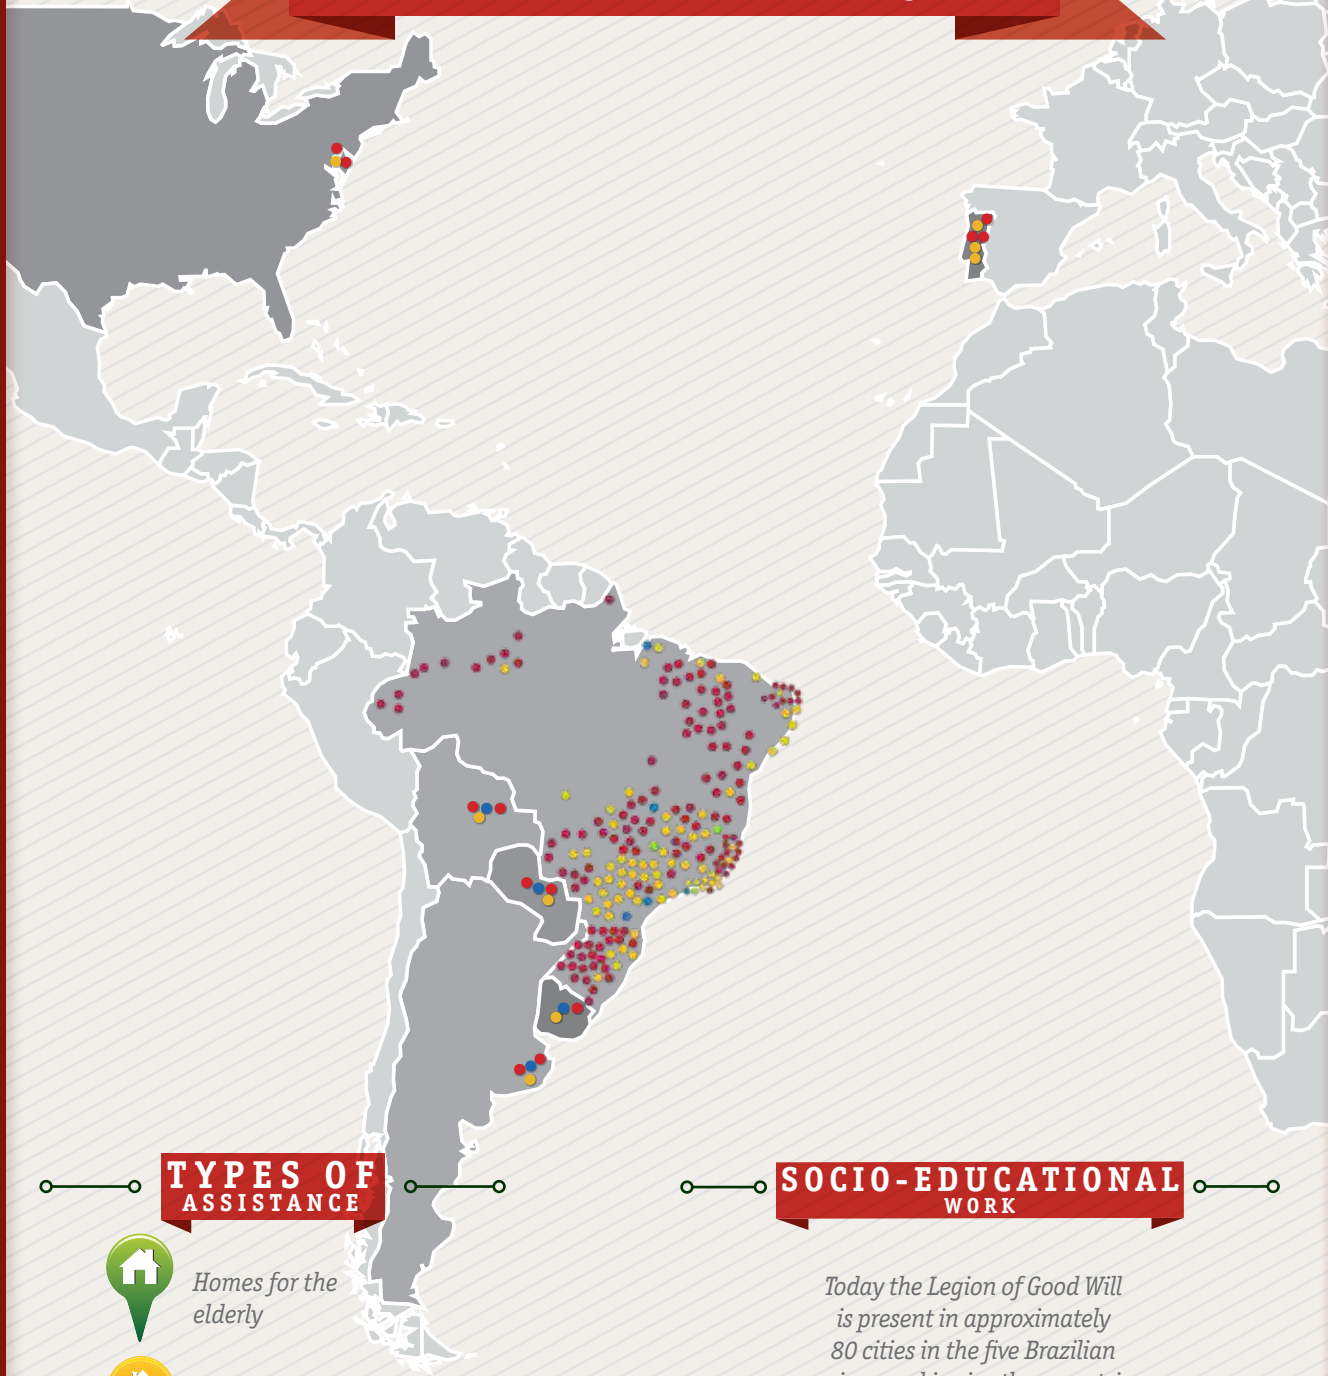 TYPES OF
ASSISTANCE
Homes for the
elderly
SOCIO-EDUCATIONAL
WORK
Today the Legion of Good Will
is present in approximately
80 cities in the five Brazilian